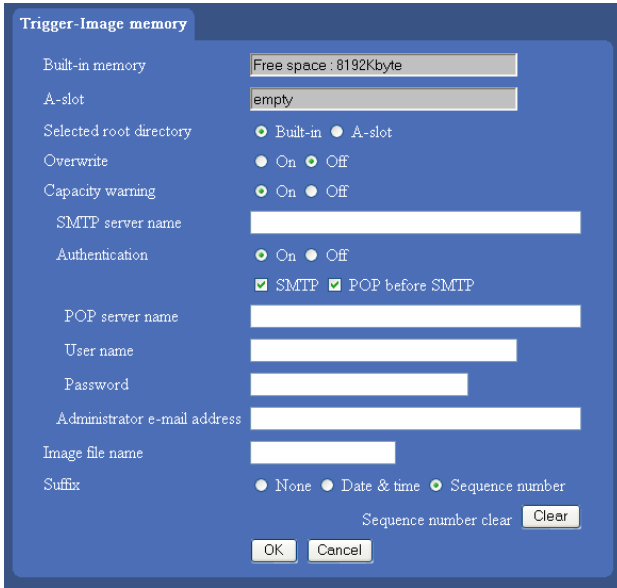 Trigger-Image memory
Built-in memory Free space : 8192Kbyte
A-slot empty
Selected root directory Built-in A-slot
Overwrite On Off
Capacity warning On Off
SMTP server name
Authentication On Off
SMTP POP before SMTP
POP server name
User name
Password
Administrator e-mail address
Image file name
Suffix None Date & time Sequence number
Sequence number clear Clear
OK Cancel